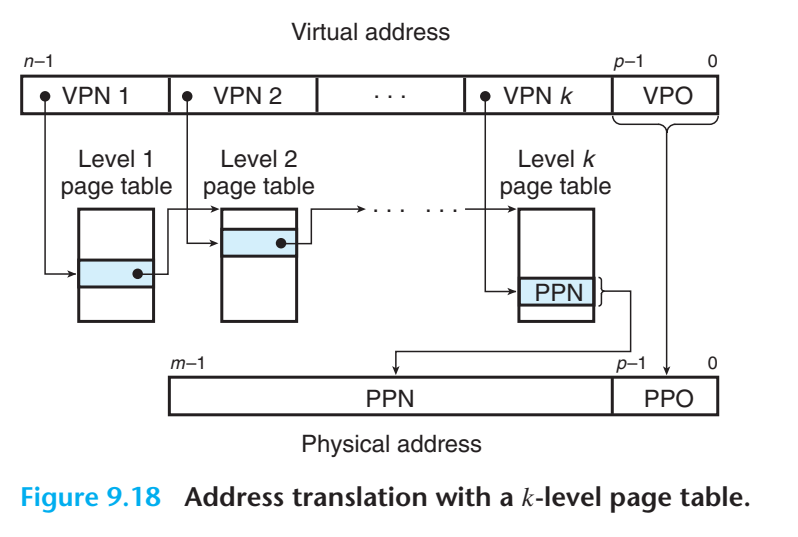 Virtual address
n–1 p–1 0
VPN 1 VPN 2 · · · VPN k VPO
Level 1 Level 2 Level k
page table page table page table
· · · · · ·
PPN
m–1 p–1 0
PPN PPO
Physical address
Figure 9.18 Address translation with a k-level page table.